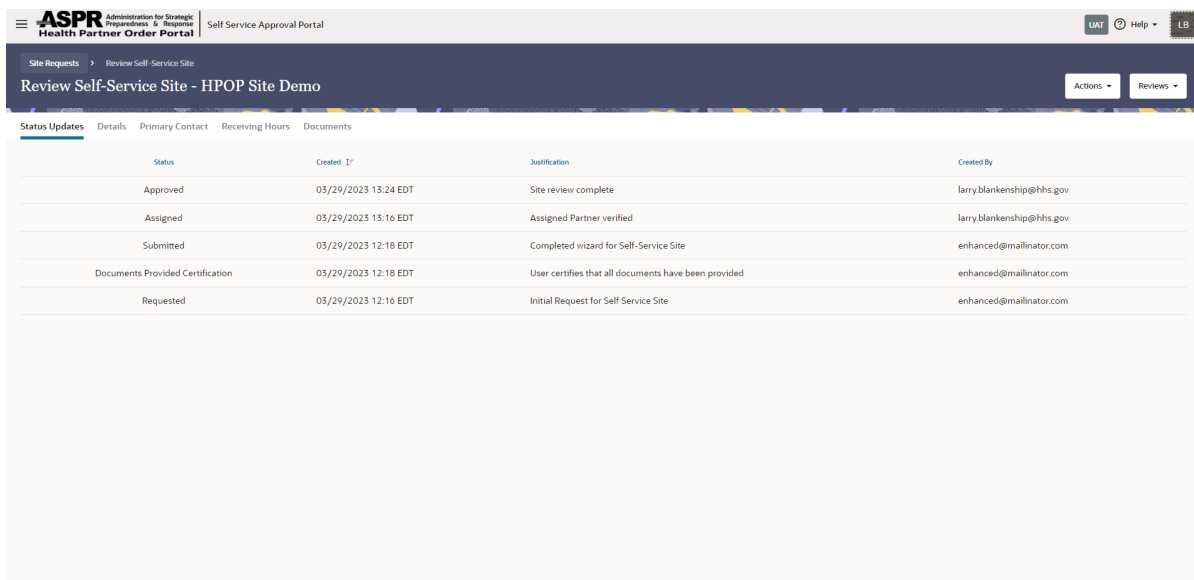 ASPR Administration for Strategic
Preparedness & Response
Health Partner Order Portal
Self Service Approval Portal
UAT
Help
LB
Site Requests > Review Self-Service Site
Review Self-Service Site - HPOP Site Demo
Actions
Reviews
Status Updates Details Primary Contact Receiving Hours Documents
Status Created Justification Created By
Approved 03/29/2023 13:24 EDT Site review complete larry.blankenship@hhs.gov
Assigned 03/29/2023 13:16 EDT Assigned Partner verified larry.blankenship@hhs.gov
Submitted 03/29/2023 12:18 EDT Completed wizard for Self-Service Site enhanced@mailinator.com
Documents Provided Certification 03/29/2023 12:18 EDT User certifies that all documents have been provided enhanced@mailinator.com
Requested 03/29/2023 12:16 EDT Initial Request for Self Service Site enhanced@mailinator.com